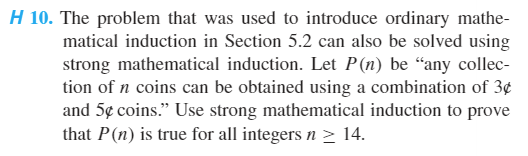 H 10. The problem that was used to introduce ordinary mathe-
matical induction in Section 5.2 can also be solved using
strong mathematical induction. Let P(n) be “any collec-
tion of n coins can be obtained using a combination of 3¢
and 5¢ coins.” Use strong mathematical induction to prove
that P(n) is true for all integers n ≥ 14.